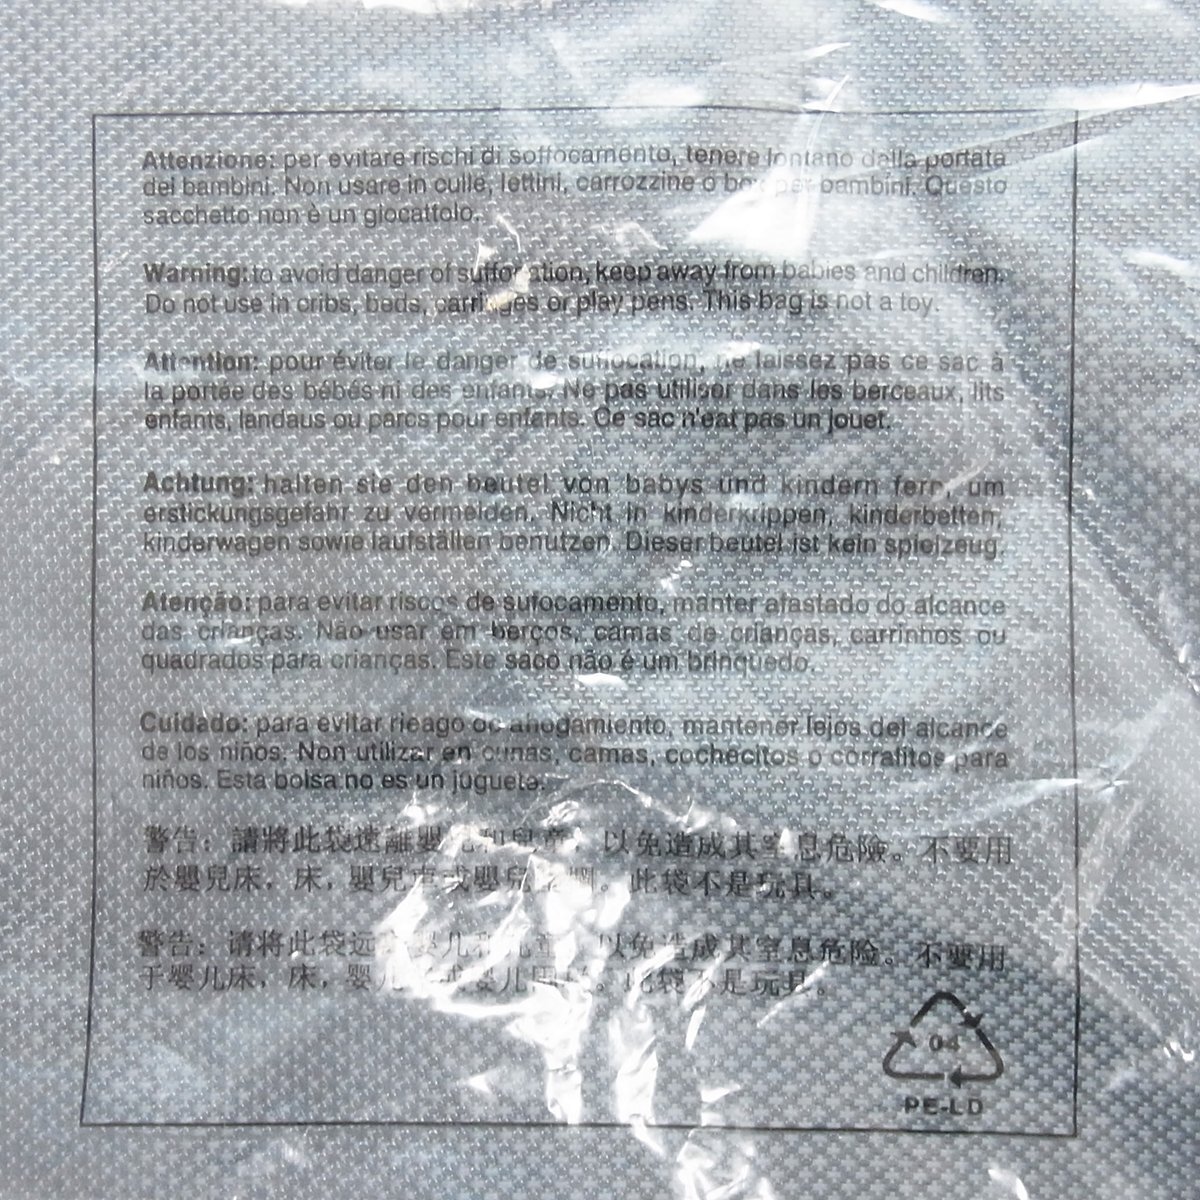 Attenzione: per evitare rischi di soffocamento, tenere lontano dalla portata
dei bambini. Non usare in culle, lettini, carrozzine o box per bambini. Questo
sacchetto non è un giocattolo.
Warning: to avoid danger of suffocation, keep away from babies and children.
Do not use in cribs, beds, carriages or play pens. This bag is not a toy.
Attention: pour éviter le danger de suffocation, ne laissez pas ce sac à
la portée des bébés ni des enfants. Ne pas utiliser dans les berceaux, lits
enfants, landaus ou parcs pour enfants. Ce sac n'eat pas un jouet.
Achtung: halten sie den beutel von babys und kindern fern, um
erstickungsgefahr zu vermeiden. Nicht in kinderkrippen, kinderbetten,
kinderwagen sowie laufställen benutzen. Dieser beutel ist kein spielzeug.
Atenção: para evitar riscos de sufocamento, manter afastado do alcance
das crianças. Não usar em berços, camas de crianças, carrinhos ou
quadrados para crianças. Este saco não é um brinquedo.
Cuidado: para evitar rieago de ahogamiento, mantener lejos del alcance
de los niños. Non utilizar en cunas, camas, cochecitos o corralitos para
niños. Esta bolsa no es un juguete.
警告：請將此袋遠離嬰兒和兒童，以免造成其窒息危險。不要用
於嬰兒床，床，嬰兒車或嬰兒圍欄。此袋不是玩具。
警告：请将此袋远离婴儿和儿童，以免造成其窒息危险。不要用
于婴儿床，床，婴儿车或婴儿围栏。此袋不是玩具。
04
PE-LD